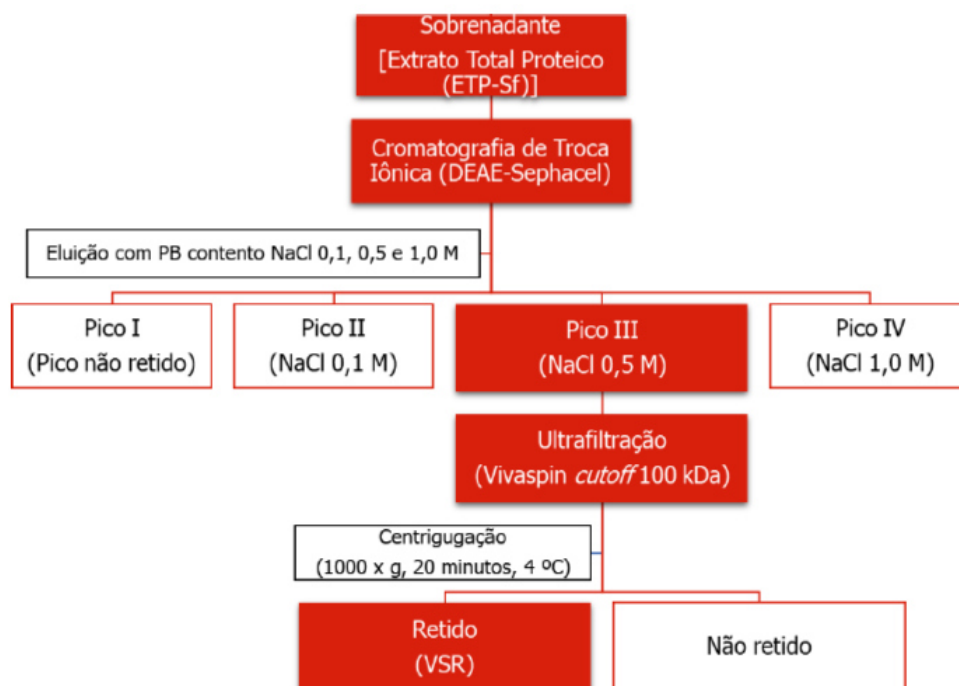 Sobrenadante
[Extrato Total Proteico
(ETP-Sf)]
Cromatografia de Troca
Iônica (DEAE-Sephacel)
Eluição com PB contento NaCl 0,1, 0,5 e 1,0 M
Pico I
(Pico não retido)
Pico II
(NaCl 0,1 M)
Pico III
(NaCl 0,5 M)
Pico IV
(NaCl 1,0 M)
Ultrafiltração
(Vivaspin cutoff 100 kDa)
Centrigugação
(1000 x g, 20 minutos, 4 ºC)
Retido
(VSR)
Não retido